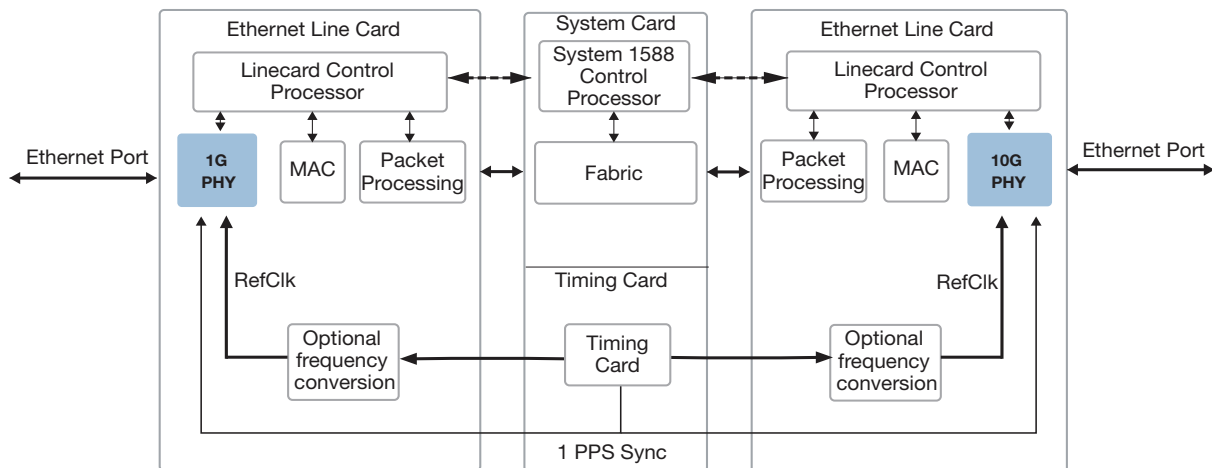 Ethernet Line Card
System Card
Ethernet Line Card
Linecard Control
Processor
System 1588
Control
Processor
Linecard Control
Processor
Ethernet Port
1G
PHY
MAC
Packet
Processing
Fabric
Packet
Processing
MAC
10G
PHY
Ethernet Port
RefClk
Timing Card
RefClk
Optional
frequency
conversion
Timing
Card
Optional
frequency
conversion
1 PPS Sync